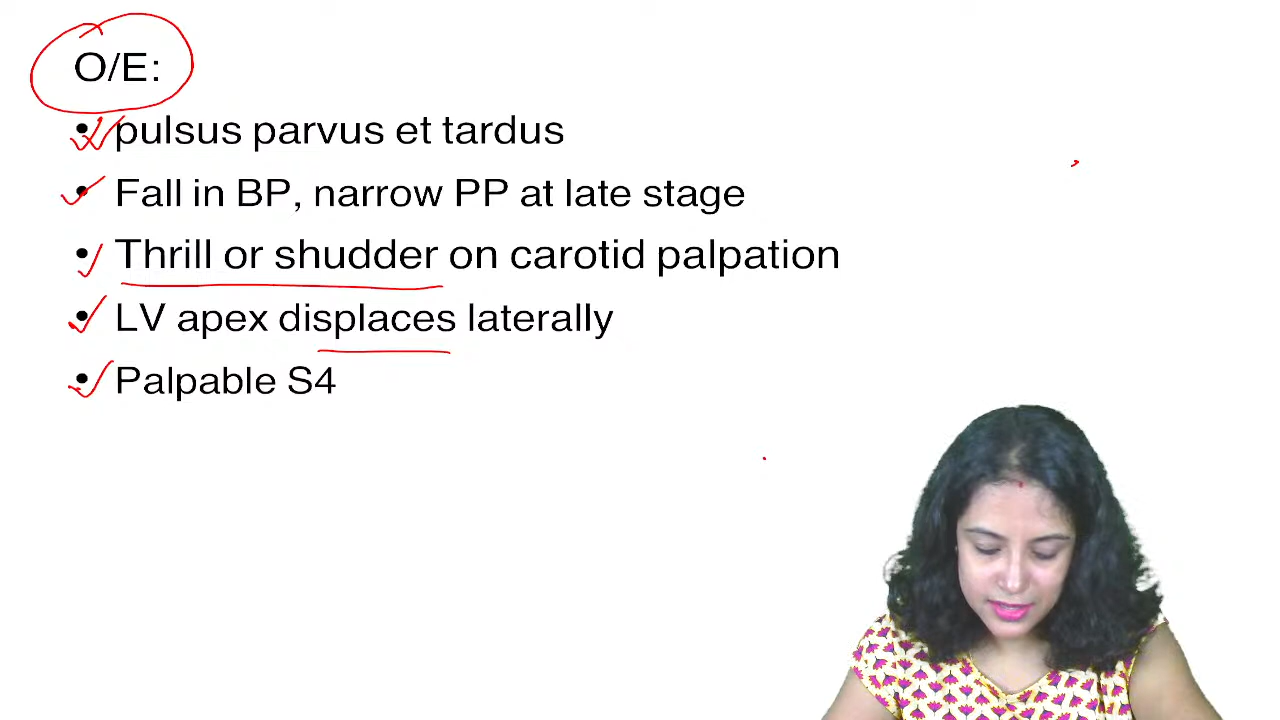 O/E:
• pulsus parvus et tardus
• Fall in BP, narrow PP at late stage
• Thrill or shudder on carotid palpation
• LV apex displaces laterally
• Palpable S4